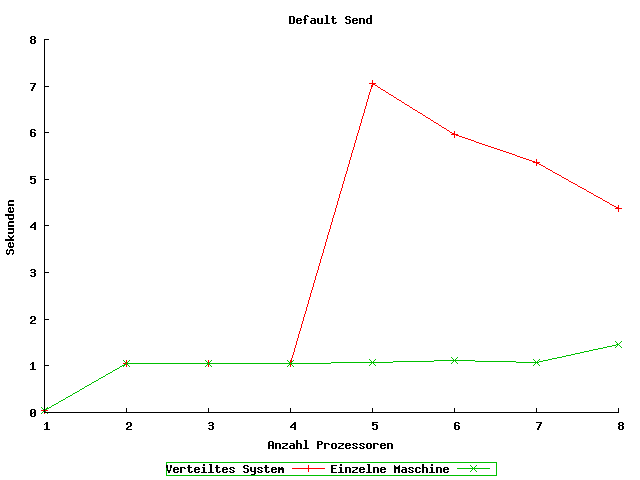 Default Send
8
7
6
5
4
3
2
1
0
Sekunden
1 2 3 4 5 6 7 8
Anzahl Prozessoren
Verteiltes System Einzelne Maschine